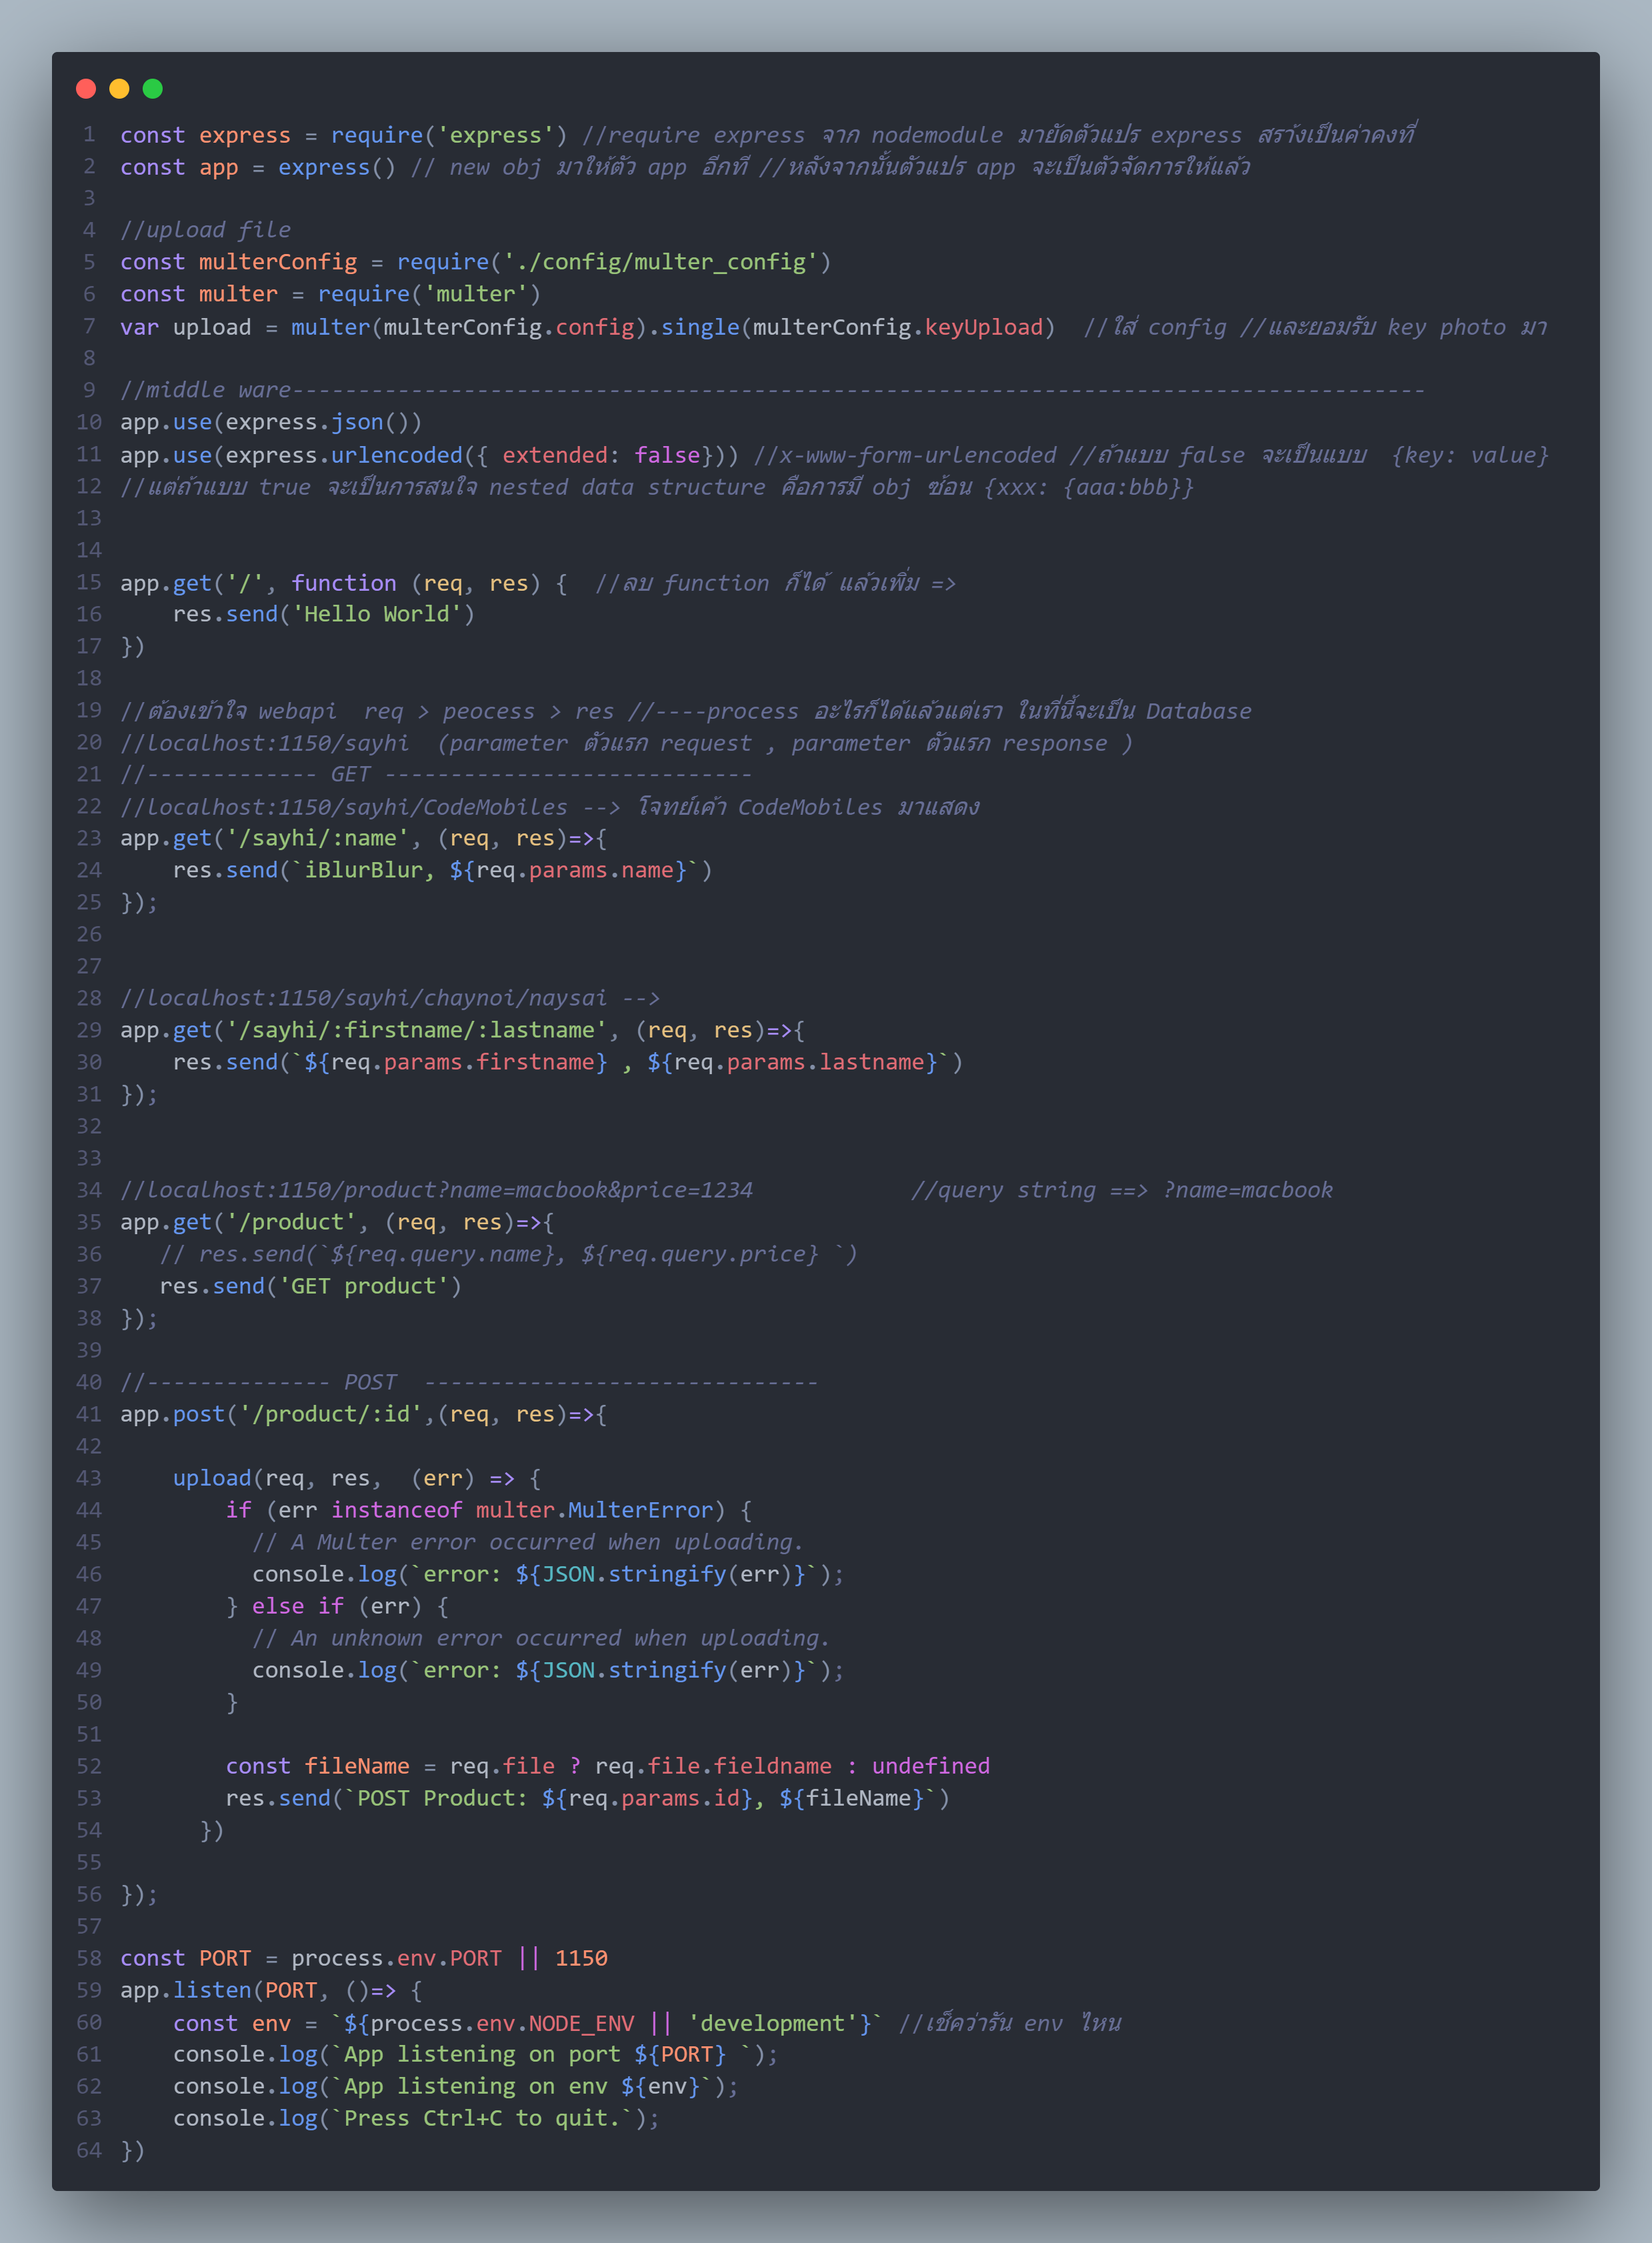 1 const express = require('express') //require express จาก nodemodule มายัดตัวแปร express สร้างเป็นค่าคงที่
2 const app = express() // new obj มาให้ตัว app อีกที //หลังจากนั้นตัวแปร app จะเป็นตัวจัดการให้แล้ว
3
4 //upload file
5 const multerConfig = require('./config/multer_config')
6 const multer = require('multer')
7 var upload = multer(multerConfig.config).single(multerConfig.keyUpload)  //ใส่ config //และยอมรับ key photo มา
8
9 //middle ware--------------------------------------------------------------------------------------
10 app.use(express.json())
11 app.use(express.urlencoded({ extended: false})) //x-www-form-urlencoded //ถ้าแบบ false จะเป็นแบบ  {key: value}
12 //แต่ถ้าแบบ true จะเป็นการสนใจ nested data structure คือการมี obj ซ้อน {xxx: {aaa:bbb}}
13
14
15 app.get('/', function (req, res) {  //ลบ function ก็ได้ แล้วเพิ่ม =>
16     res.send('Hello World')
17 })
18
19 //ต้องเข้าใจ webapi  req > peocess > res //----process อะไรก็ได้แล้วแต่เรา ในที่นี้จะเป็น Database
20 //localhost:1150/sayhi  (parameter ตัวแรก request , parameter ตัวแรก response )
21 //------------- GET ----------------------------
22 //localhost:1150/sayhi/CodeMobiles --> โจทย์เค้า CodeMobiles มาแสดง
23 app.get('/sayhi/:name', (req, res)=>{
24     res.send(`iBlurBlur, ${req.params.name}`)
25 });
26
27
28 //localhost:1150/sayhi/chaynoi/naysai -->
29 app.get('/sayhi/:firstname/:lastname', (req, res)=>{
30     res.send(`${req.params.firstname} , ${req.params.lastname}`)
31 });
32
33
34 //localhost:1150/product?name=macbook&price=1234            //query string ==> ?name=macbook
35 app.get('/product', (req, res)=>{
36    // res.send(`${req.query.name}, ${req.query.price} `)
37    res.send('GET product')
38 });
39
40 //-------------- POST  ------------------------------
41 app.post('/product/:id',(req, res)=>{
42
43     upload(req, res,  (err) => {
44         if (err instanceof multer.MulterError) {
45           // A Multer error occurred when uploading.
46           console.log(`error: ${JSON.stringify(err)}`);
47         } else if (err) {
48           // An unknown error occurred when uploading.
49           console.log(`error: ${JSON.stringify(err)}`);
50         }
51
52         const fileName = req.file ? req.file.fieldname : undefined
53         res.send(`POST Product: ${req.params.id}, ${fileName}`)
54       })
55
56 });
57
58 const PORT = process.env.PORT || 1150
59 app.listen(PORT, ()=> {
60     const env = `${process.env.NODE_ENV || 'development'}` //เช็คว่ารัน env ไหน
61     console.log(`App listening on port ${PORT} `);
62     console.log(`App listening on env ${env}`);
63     console.log(`Press Ctrl+C to quit.`);
64 })